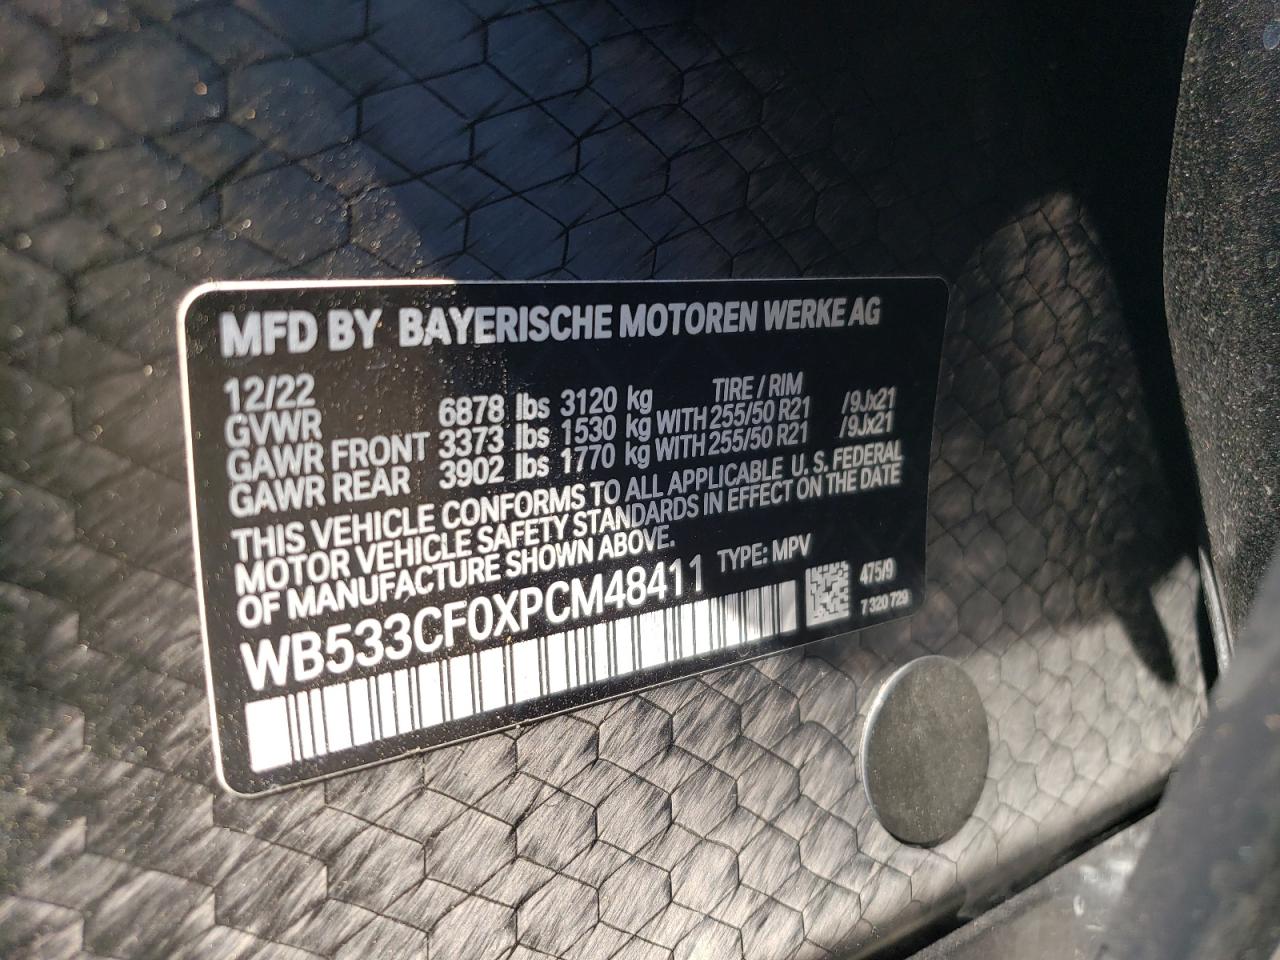 MFD BY BAYERISCHE MOTOREN WERKE AG
12/22 TIRE / RIM
GVWR 6878 lbs 3120 kg
GAWR FRONT 3373 lbs 1530 kg WITH 255/50 R21 /9Jx21
GAWR REAR 3902 lbs 1770 kg WITH 255/50 R21 /9Jx21
THIS VEHICLE CONFORMS TO ALL APPLICABLE U. S. FEDERAL
MOTOR VEHICLE SAFETY STANDARDS IN EFFECT ON THE DATE
OF MANUFACTURE SHOWN ABOVE.
WB533CF0XPCM48411 TYPE: MPV
475/9
7 320 729